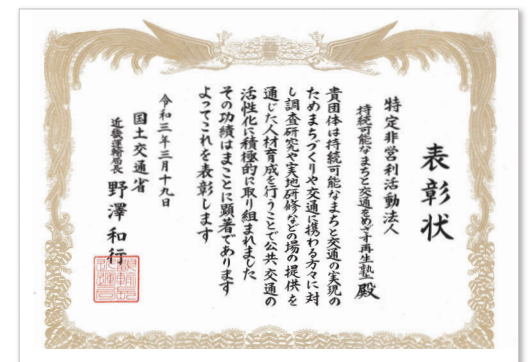 表彰状
特定非営利活動法人
持続可能なまちと交通をめざす再生塾 殿
貴団体は持続可能なまちと交通の実現の
ためまちづくりや交通に携わる方々に対
し調査研究や実地研修などの場の提供を
通じた人材育成を行うことで公共交通の
活性化に積極的に取り組まれました
その功績はまことに顕著であります
よってこれを表彰します
令和三年三月十九日
国土交通省
近畿運輸局長 野澤和行